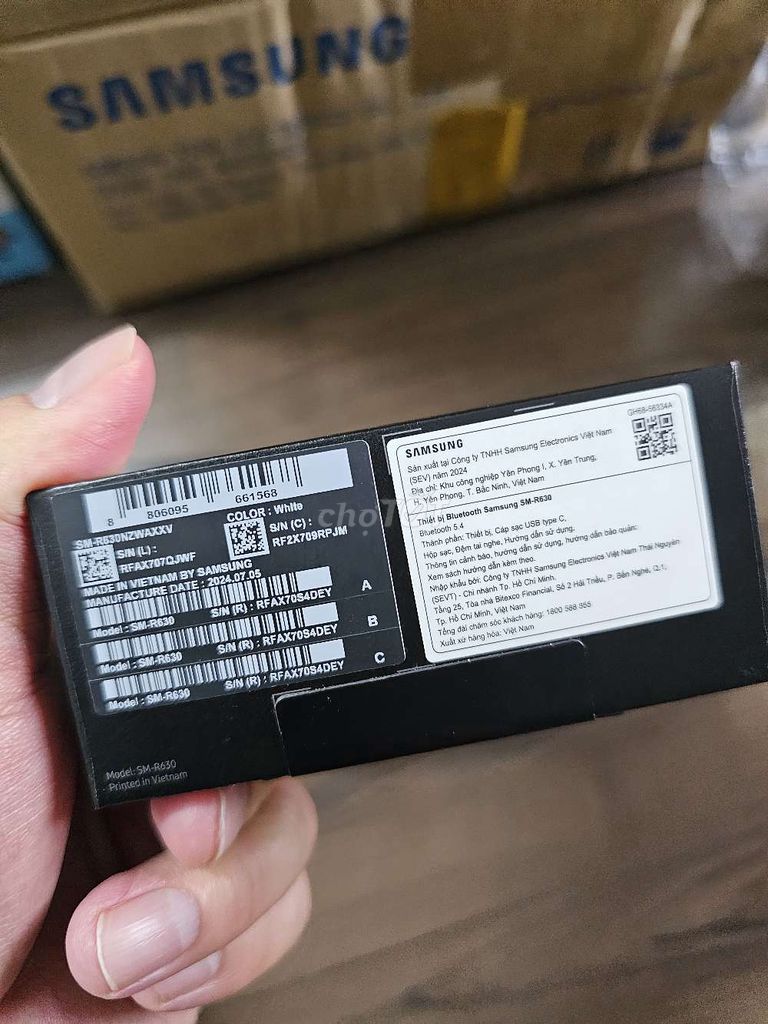 SAMSUNG
8 806095 661568
SM-R630NZWAXXV
COLOR : White
S/N (L) :
RFAX707QJWF
S/N (C) :
RF2X709RPJM
MADE IN VIETNAM BY SAMSUNG
MANUFACTURE DATE : 2024.07.05
Model : SM-R630 S/N (R) : RFAX70S4DEY A
Model : SM-R630 S/N (R) : RFAX70S4DEY B
Model : SM-R630 S/N (R) : RFAX70S4DEY C
Model: SM-R630
Printed in Vietnam
GH68-56334A
SAMSUNG
Sản xuất tại Công ty TNHH Samsung Electronics Việt Nam
(SEV) năm 2024
Địa chỉ: Khu công nghiệp Yên Phong I, X. Yên Trung,
H. Yên Phong, T. Bắc Ninh, Việt Nam
Thiết bị Bluetooth Samsung SM-R630
Bluetooth 5.4
Thành phần: Thiết bị, Cáp sạc USB type C,
Hộp sạc, Đệm tai nghe, Hướng dẫn sử dụng.
Thông tin cảnh báo, hướng dẫn sử dụng, hướng dẫn bảo quản:
Xem sách hướng dẫn kèm theo.
Nhập khẩu bởi: Công ty TNHH Samsung Electronics Việt Nam Thái Nguyên
(SEVT) - Chi nhánh Tp. Hồ Chí Minh.
Tầng 25, Tòa nhà Bitexco Financial, Số 2 Hải Triều, P. Bến Nghé, Q.1,
Tp. Hồ Chí Minh, Việt Nam
Tổng đài chăm sóc khách hàng: 1800 588 855
Xuất xứ hàng hóa: Việt Nam